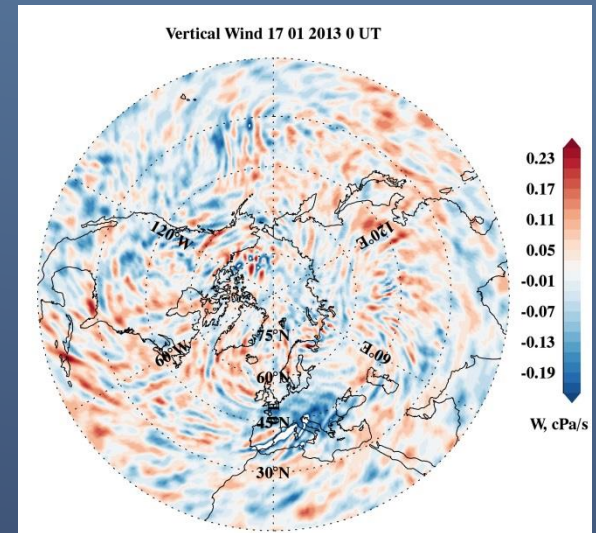 Vertical Wind 17 01 2013 0 UT
120°W
120°E
60°W
60°E
75°N
60°N
45°N
30°N
0.23
0.17
0.11
0.05
-0.01
-0.07
-0.13
-0.19
W, cPa/s